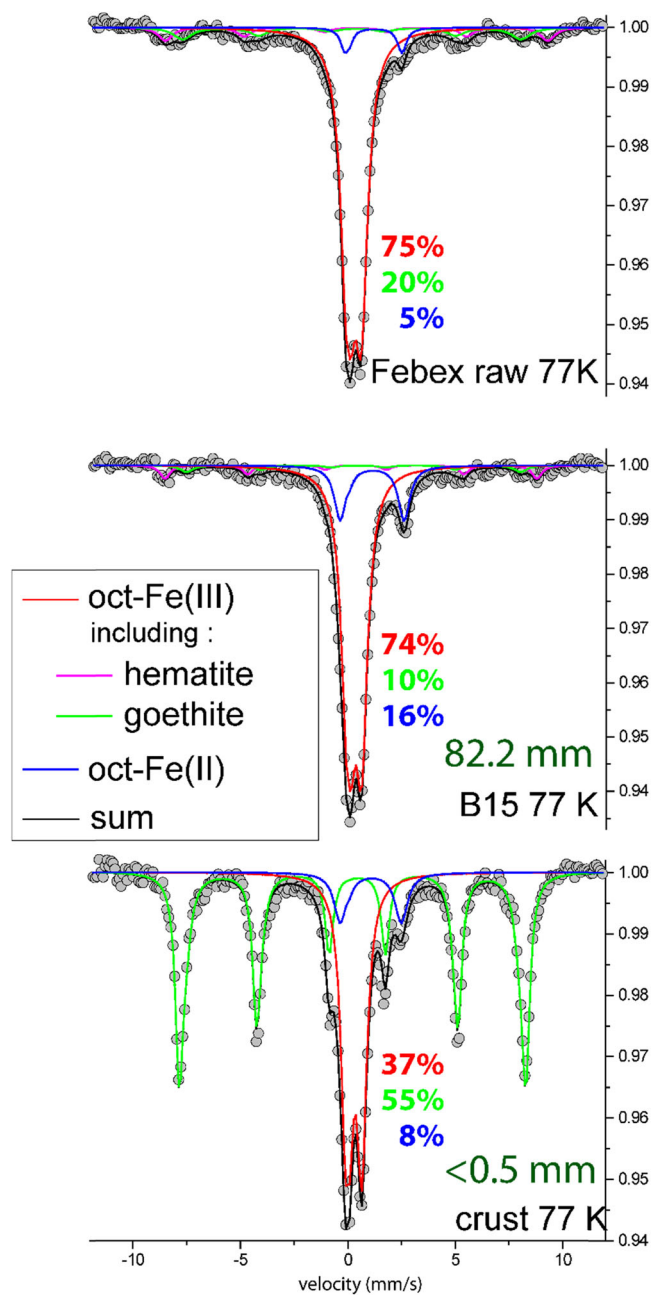 1.00
0.99
0.98
0.97
0.96
0.95
0.94
75%
20%
5%
Febex raw 77K
1.00
0.99
0.98
0.97
0.96
0.95
0.94
74%
10%
16%
82.2 mm
B15 77 K
oct-Fe(III)
including :
hematite
goethite
oct-Fe(II)
sum
1.00
0.99
0.98
0.97
0.96
0.95
0.94
37%
55%
8%
<0.5 mm
crust 77 K
-10 -5 0 5 10
velocity (mm/s)